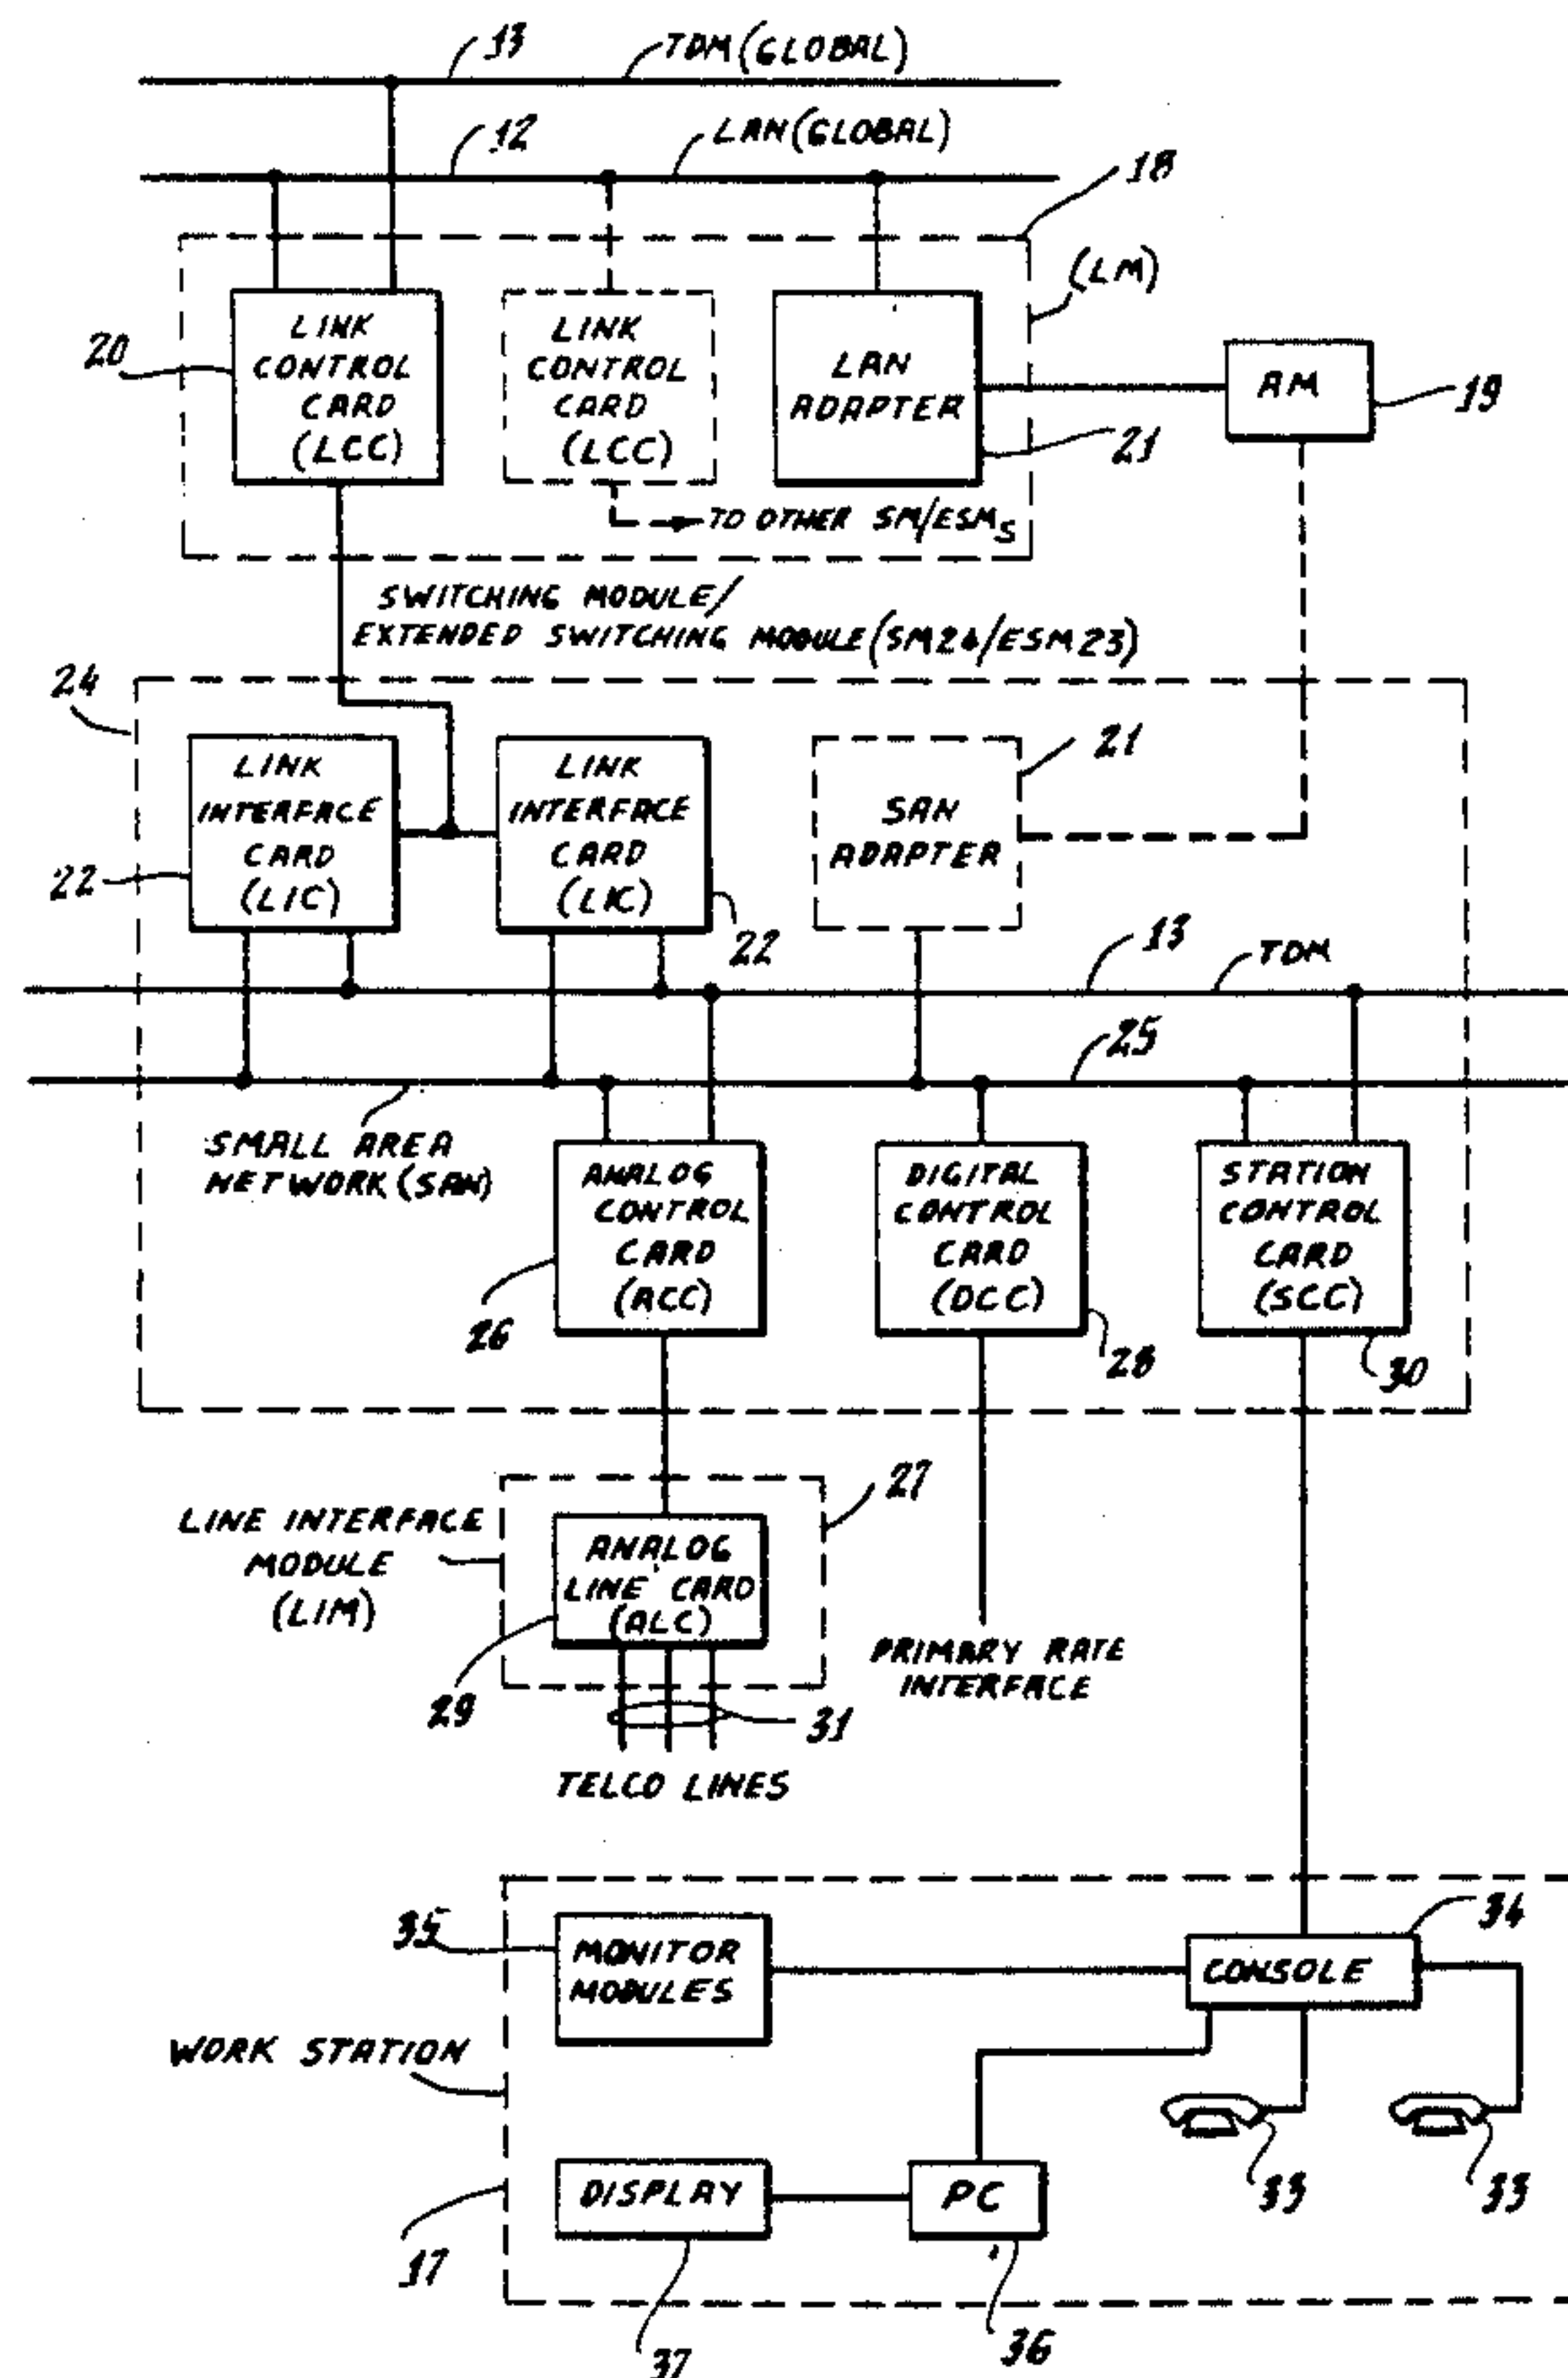 13
TDM (GLOBAL)
12
LAN (GLOBAL)
18
(LM)
20
LINK
CONTROL
CARD
(LCC)
LINK
CONTROL
CARD
(LCC)
LAN
ADAPTER
AM
19
21
TO OTHER SM/ESMS
SWITCHING MODULE/
EXTENDED SWITCHING MODULE (SM24/ESM23)
24
LINK
INTERFACE
CARD
(LIC)
22
LINK
INTERFACE
CARD
(LIC)
22
21
SAN
ADAPTER
13
TDM
25
SMALL AREA
NETWORK (SAN)
ANALOG
CONTROL
CARD
(ACC)
26
DIGITAL
CONTROL
CARD
(DCC)
28
STATION
CONTROL
CARD
(SCC)
30
27
LINE INTERFACE
MODULE
(LIM)
ANALOG
LINE CARD
(ALC)
29
31
TELCO LINES
PRIMARY RATE
INTERFACE
35
MONITOR
MODULES
34
CONSOLE
WORK STATION
33
33
DISPLAY
PC
17
37
36